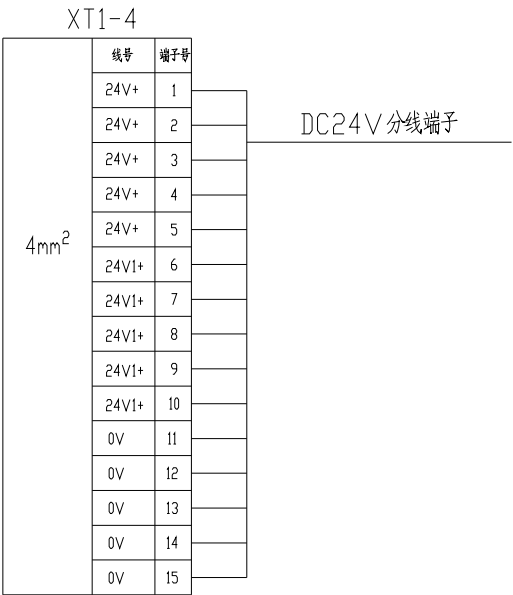 XT1-4
线号 端子号
24V+ 1
24V+ 2
24V+ 3
DC24V分线端子
24V+ 4
24V+ 5
4mm²
24V1+ 6
24V1+ 7
24V1+ 8
24V1+ 9
24V1+ 10
0V 11
0V 12
0V 13
0V 14
0V 15